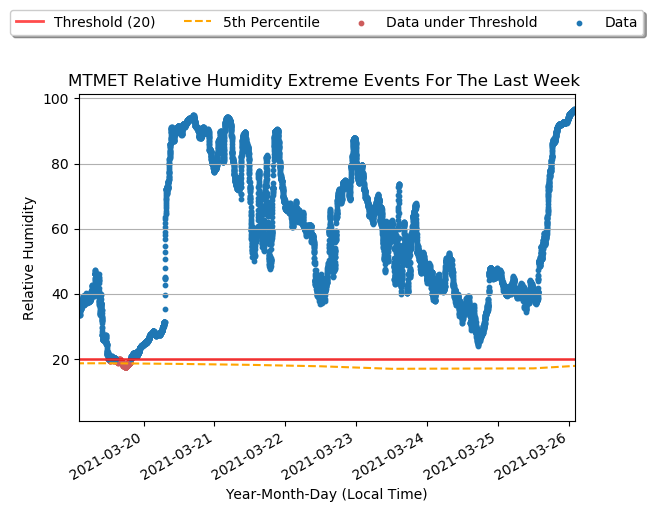 Threshold (20) 5th Percentile Data under Threshold Data
MTMET Relative Humidity Extreme Events For The Last Week
100
80
60
40
20
Relative Humidity
2021-03-20 2021-03-21 2021-03-22 2021-03-23 2021-03-24 2021-03-25 2021-03-26
Year-Month-Day (Local Time)